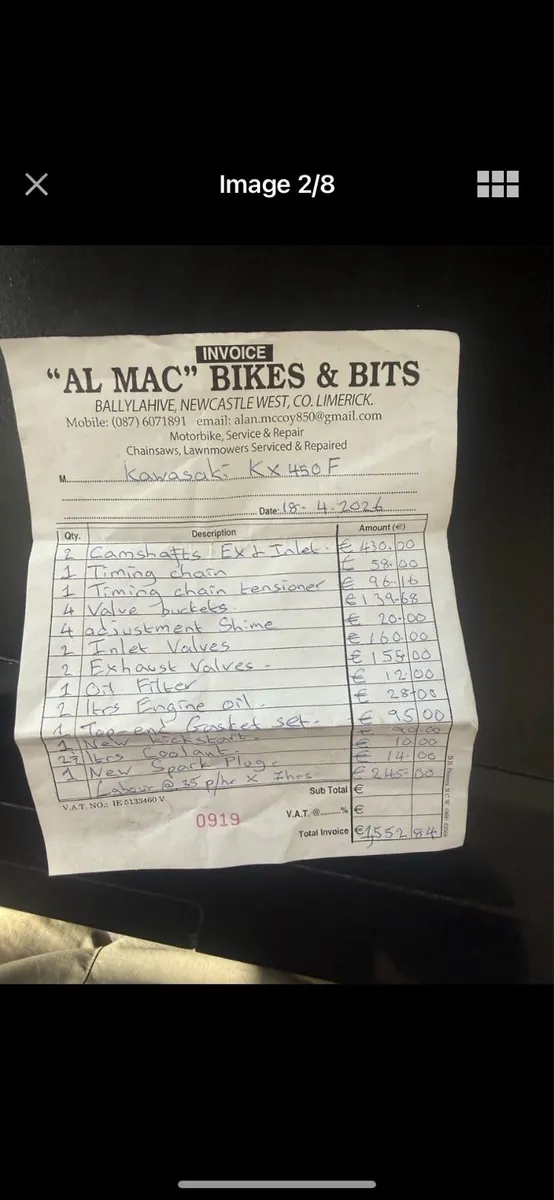 Image 2/8
INVOICE
"AL MAC" BIKES & BITS
BALLYLAHIVE, NEWCASTLE WEST, CO. LIMERICK.
Mobile: (087) 6071891 email: alan.mccoy850@gmail.com
Motorbike, Service & Repair
Chainsaws, Lawnmowers Serviced & Repaired
M Kawasaki KX 450 F
Date: 18-4.2026
Qty. Description Amount (€)
2 Camshafts Ex & Inlet. € 430.00
1 Timing chain € 58.00
1 Timing chain tensioner € 96.16
4 Valve buckets € 139.68
4 adjustment Shims € 20.00
2 Inlet Valves € 160.00
2 Exhaust Valves - € 155.00
1 Oil Filter € 12.00
2 ltrs Engine oil. € 28.00
1 Top-end Gasket set. € 95.00
1 New Kickstart. € 90.00
ltrs Coolant. € 10.00
1 New Spark Plug. € 14.00
Labour @ 35 p/hr x 7hrs € 245.00
Sub Total €
V.A.T. NO.: IE 5133460 V
V.A.T. @.........% €
0919
Total Invoice € 1552 84